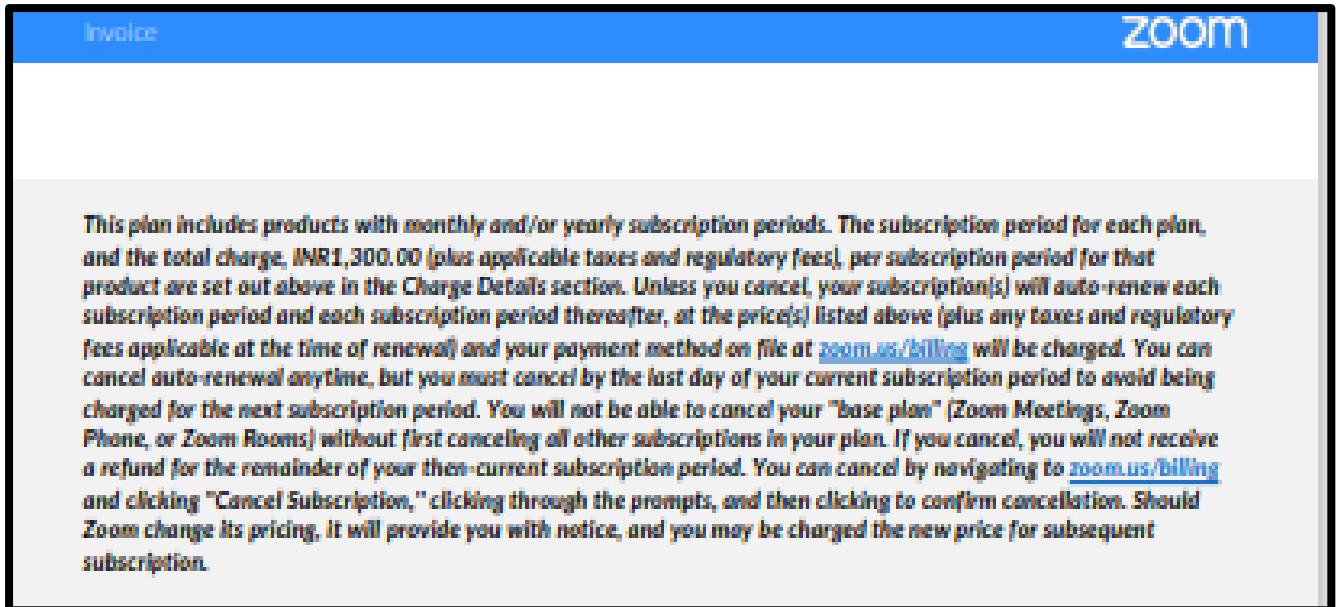 Invoice
zoom
This plan includes products with monthly and/or yearly subscription periods. The subscription period for each plan,
and the total charge, INR1,300.00 (plus applicable taxes and regulatory fees), per subscription period for that
product are set out above in the Charge Details section. Unless you cancel, your subscription(s) will auto-renew each
subscription period and each subscription period thereafter, at the price(s) listed above (plus any taxes and regulatory
fees applicable at the time of renewal) and your payment method on file at zoom.us/billing will be charged. You can
cancel auto-renewal anytime, but you must cancel by the last day of your current subscription period to avoid being
charged for the next subscription period. You will not be able to cancel your "base plan" (Zoom Meetings, Zoom
Phone, or Zoom Rooms) without first canceling all other subscriptions in your plan. If you cancel, you will not receive
a refund for the remainder of your then-current subscription period. You can cancel by navigating to zoom.us/billing
and clicking "Cancel Subscription," clicking through the prompts, and then clicking to confirm cancellation. Should
Zoom change its pricing, it will provide you with notice, and you may be charged the new price for subsequent
subscription.